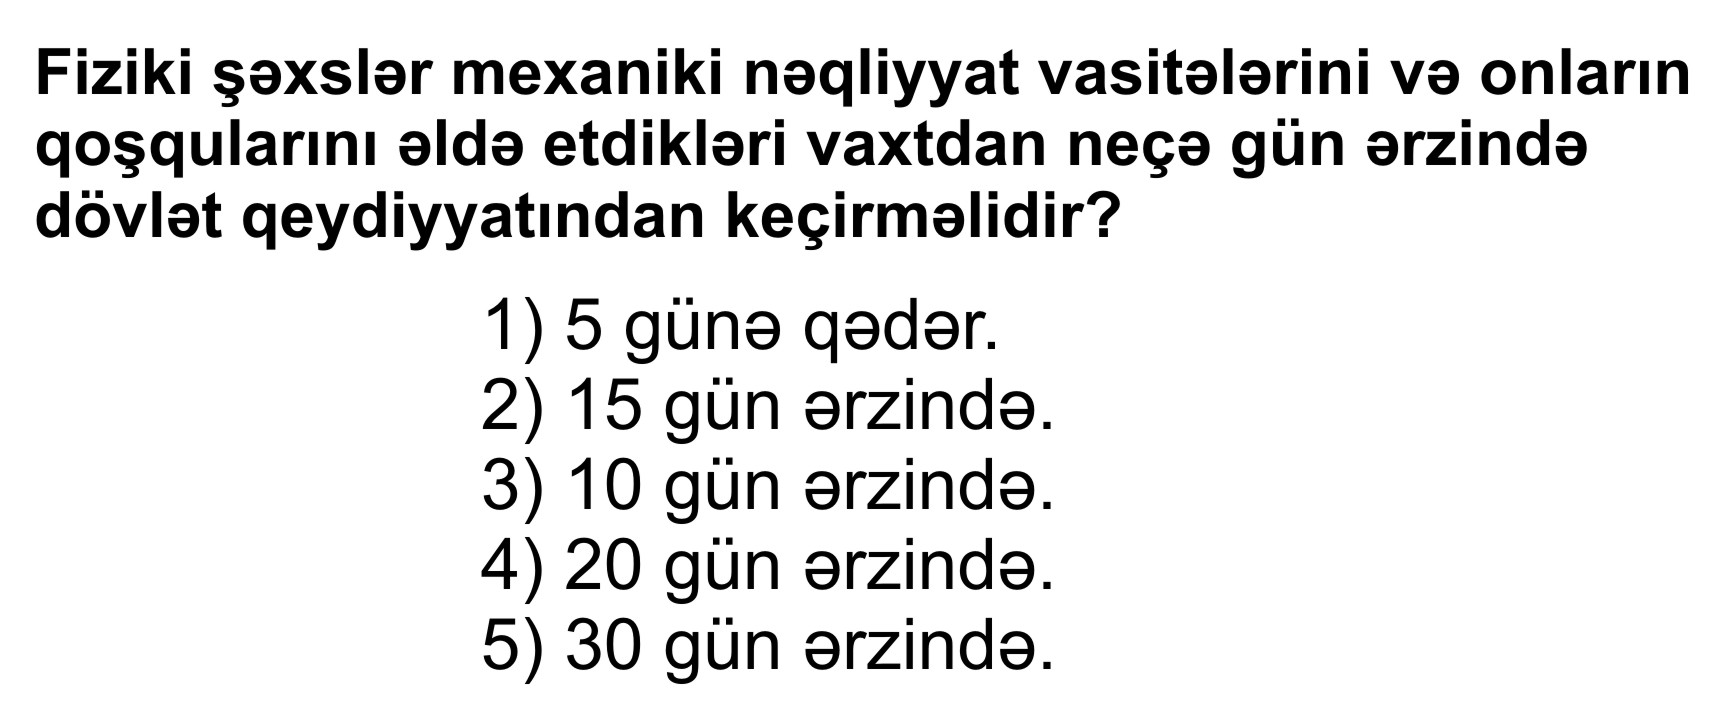 Fiziki şəxslər mexaniki nəqliyyat vasitələrini və onların
qoşqularını əldə etdikləri vaxtdan neçə gün ərzində
dövlət qeydiyyatından keçirməlidir?
1) 5 günə qədər.
2) 15 gün ərzində.
3) 10 gün ərzində.
4) 20 gün ərzində.
5) 30 gün ərzində.